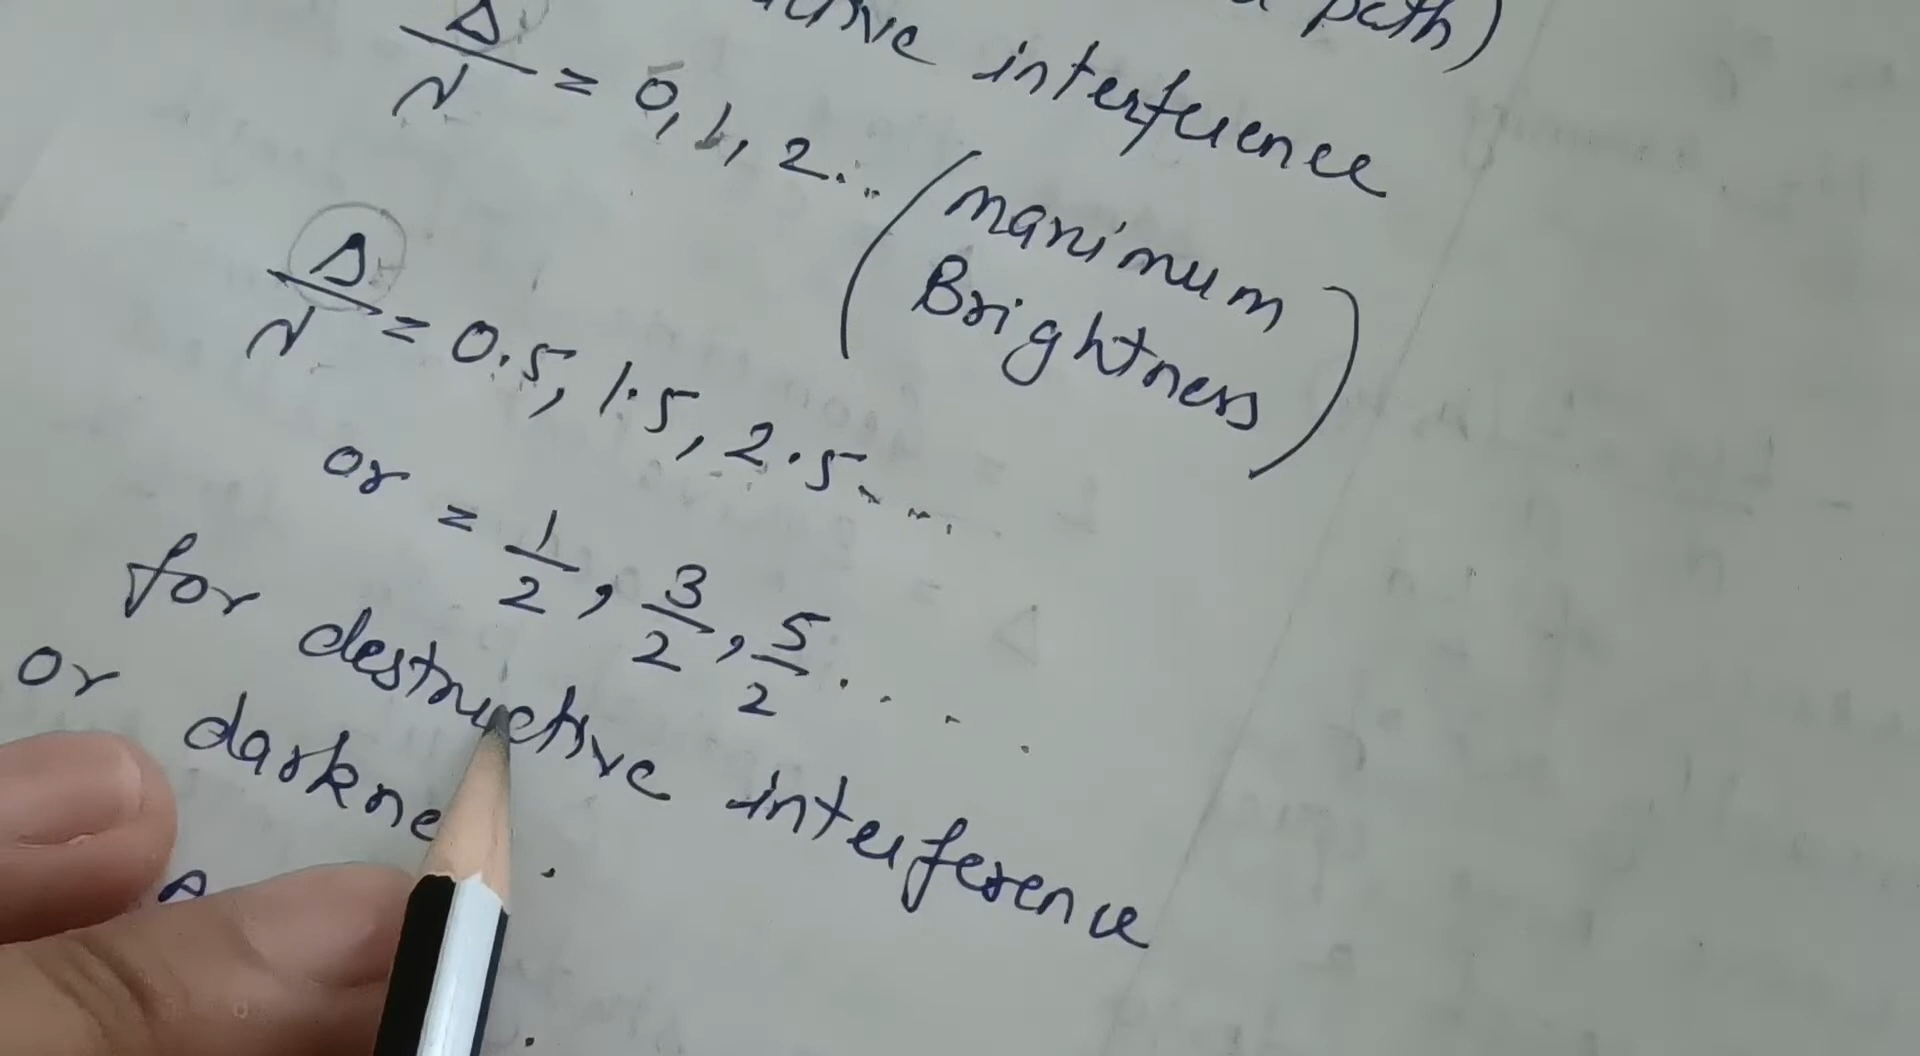 path)
interference
Δ/λ = 0, 1, 2... (maximum
Brightness)
Δ/λ = 0.5, 1.5, 2.5....
or = 1/2, 3/2, 5/2....
for destructive interference
or darkne